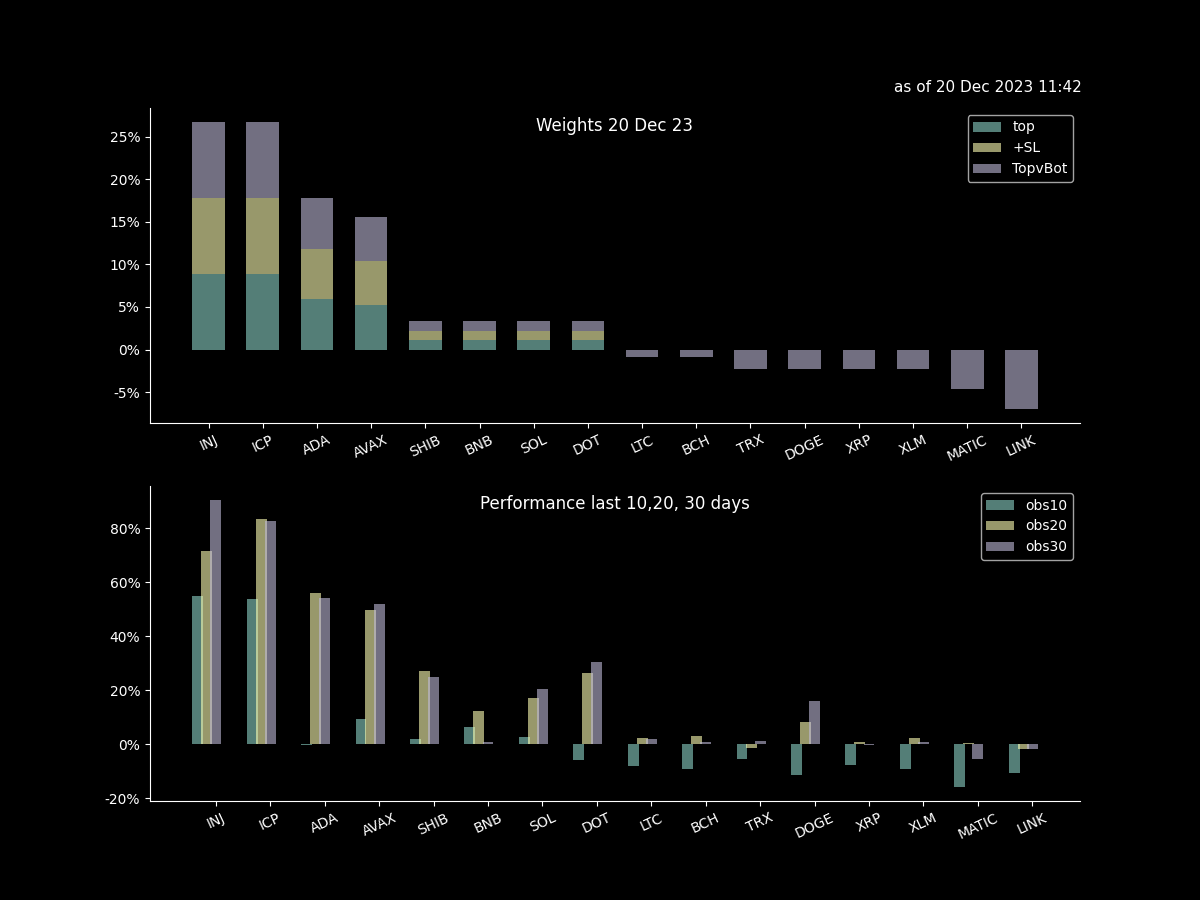 as of 20 Dec 2023 11:42
Weights 20 Dec 23
top
+SL
TopvBot
25%
20%
15%
10%
5%
0%
-5%
INJ ICP ADA AVAX SHIB BNB SOL DOT LTC BCH TRX DOGE XRP XLM MATIC LINK
Performance last 10,20, 30 days
obs10
obs20
obs30
80%
60%
40%
20%
0%
-20%
INJ ICP ADA AVAX SHIB BNB SOL DOT LTC BCH TRX DOGE XRP XLM MATIC LINK